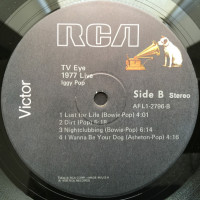 RCA
Victor
TV Eye
1977 Live
Iggy Pop
Side B Stereo
AFL1-2796-B
1 Lust for Life (Bowie-Pop) 4:01
2 Dirt (Pop) 5:18
3 Nightclubbing (Bowie-Pop) 6:14
4 I Wanna Be Your Dog (Asheton-Pop) 4:16